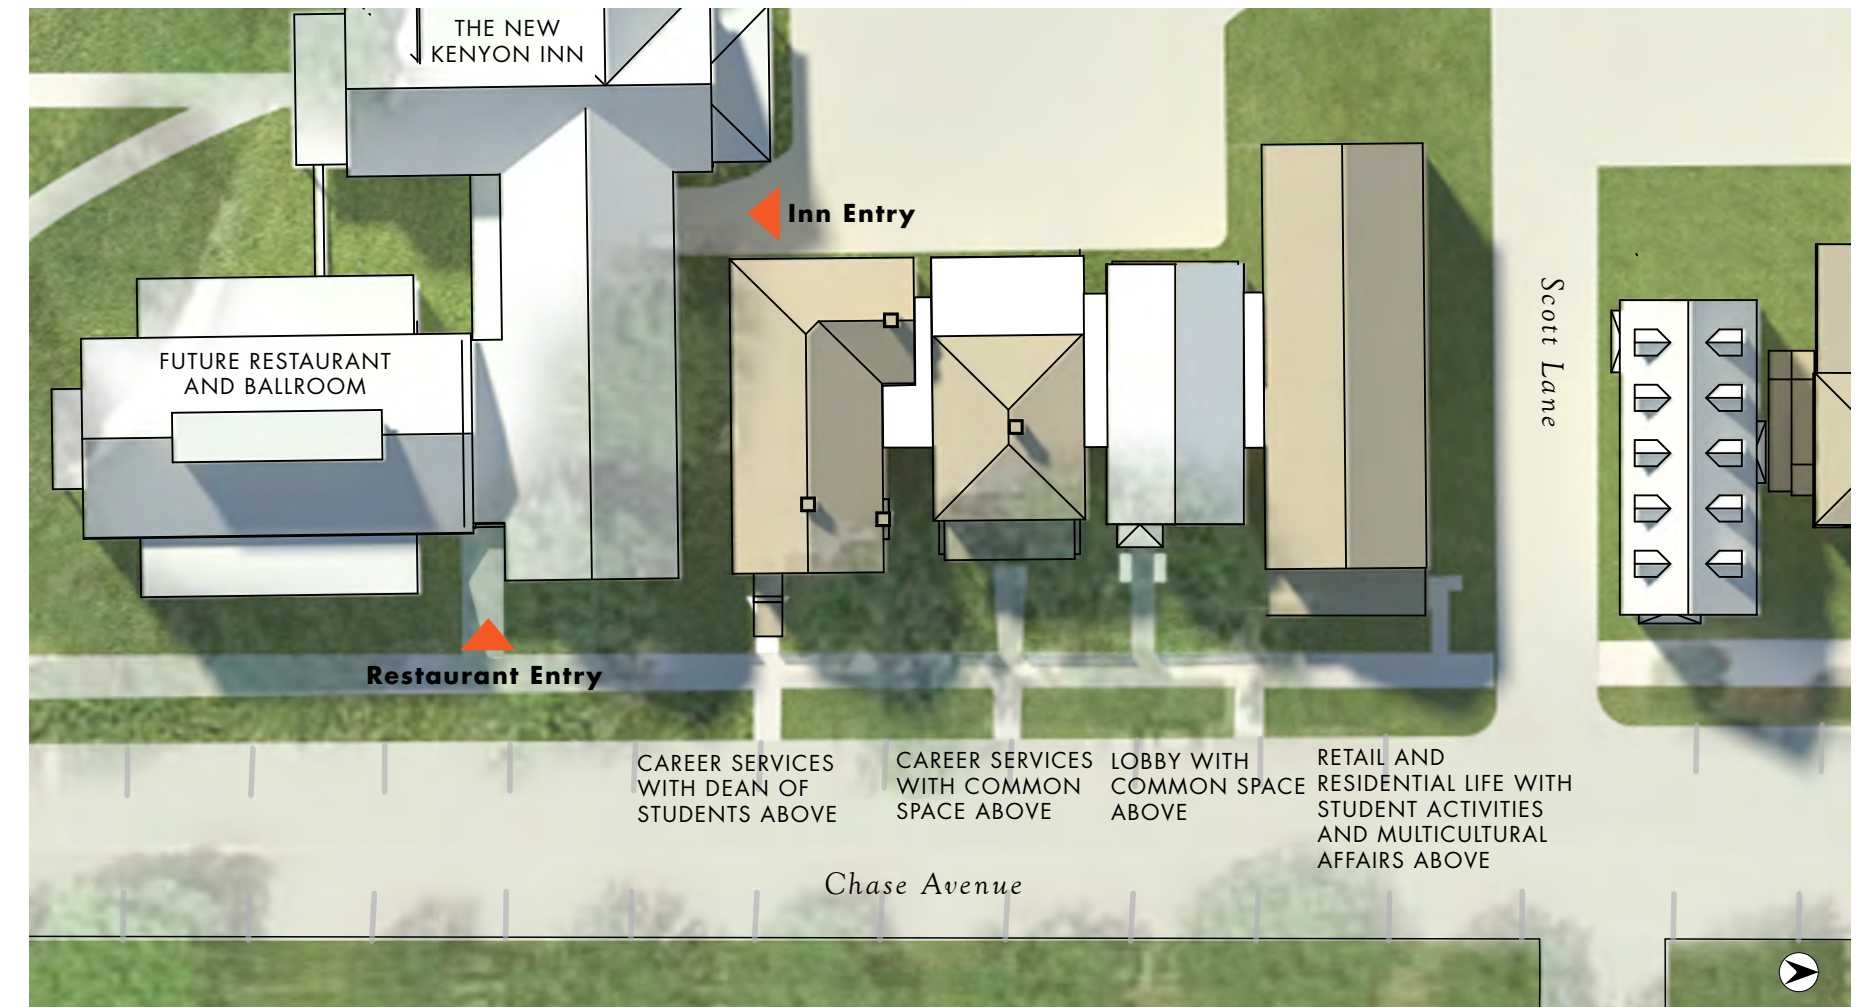 THE NEW
KENYON INN
Inn Entry
FUTURE RESTAURANT
AND BALLROOM
Scott Lane
Restaurant Entry
CAREER SERVICES
WITH DEAN OF
STUDENTS ABOVE
CAREER SERVICES
WITH COMMON
SPACE ABOVE
LOBBY WITH
COMMON SPACE
ABOVE
RETAIL AND
RESIDENTIAL LIFE WITH
STUDENT ACTIVITIES
AND MULTICULTURAL
AFFAIRS ABOVE
Chase Avenue